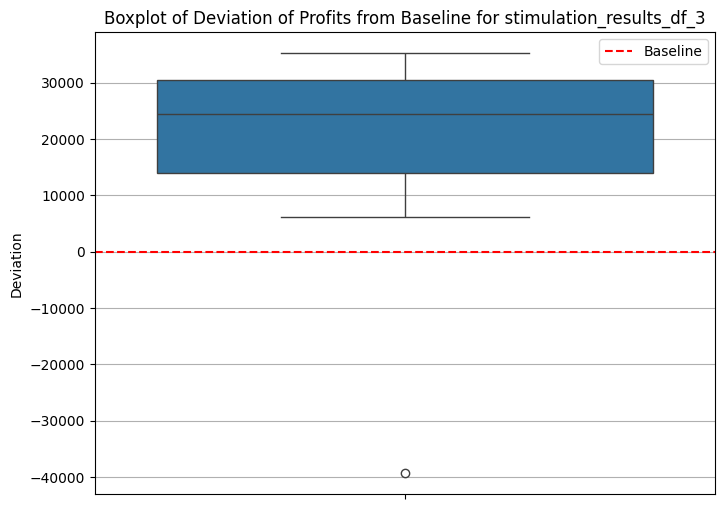 Boxplot of Deviation of Profits from Baseline for stimulation_results_df_3
Baseline
30000
20000
10000
0
−10000
−20000
−30000
−40000
Deviation